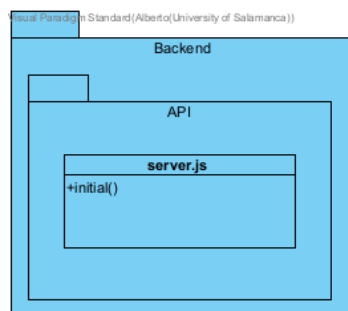 Visual Paradigm Standard(Alberto(University of Salamanca))
Backend
API
server.js
+initial()